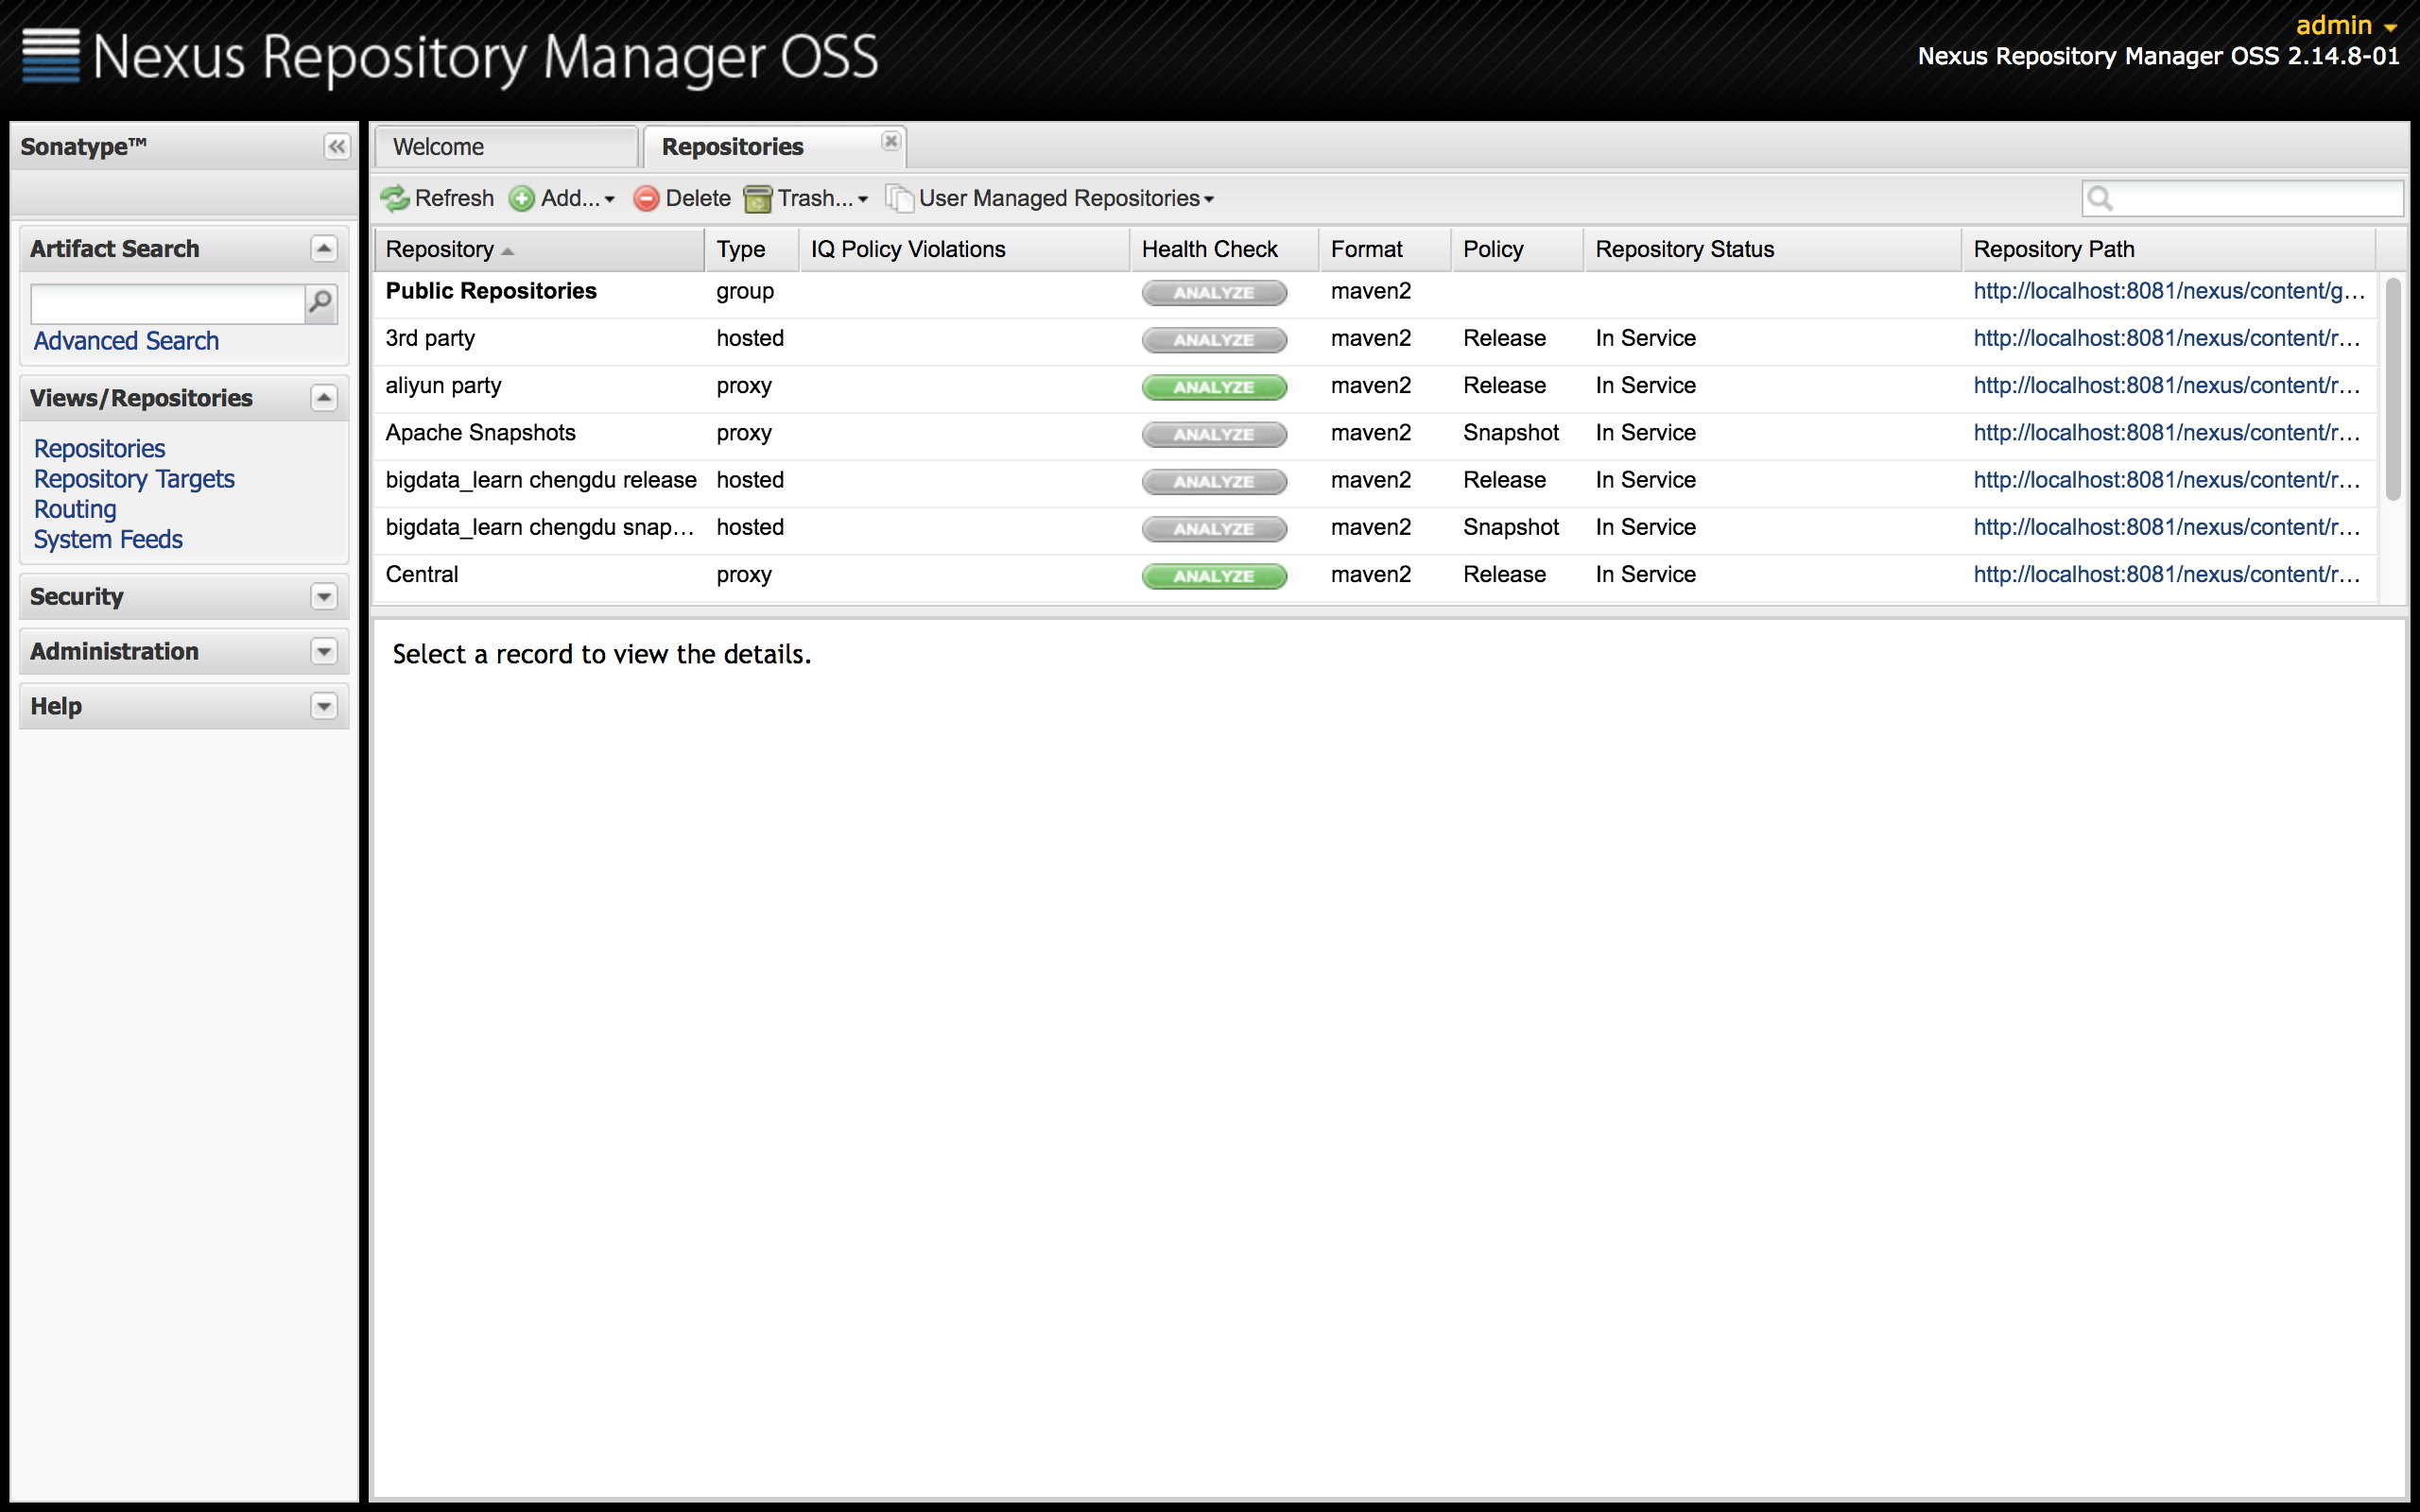 Nexus Repository Manager OSS
admin
Nexus Repository Manager OSS 2.14.8-01
Sonatype™
Artifact Search
Advanced Search
Views/Repositories
Repositories
Repository Targets
Routing
System Feeds
Security
Administration
Help
Welcome
Repositories
Refresh Add... Delete Trash... User Managed Repositories
Repository Type IQ Policy Violations Health Check Format Policy Repository Status Repository Path
Public Repositories group ANALYZE maven2 http://localhost:8081/nexus/content/g...
3rd party hosted ANALYZE maven2 Release In Service http://localhost:8081/nexus/content/r...
aliyun party proxy ANALYZE maven2 Release In Service http://localhost:8081/nexus/content/r...
Apache Snapshots proxy ANALYZE maven2 Snapshot In Service http://localhost:8081/nexus/content/r...
bigdata_learn chengdu release hosted ANALYZE maven2 Release In Service http://localhost:8081/nexus/content/r...
bigdata_learn chengdu snap... hosted ANALYZE maven2 Snapshot In Service http://localhost:8081/nexus/content/r...
Central proxy ANALYZE maven2 Release In Service http://localhost:8081/nexus/content/r...
Select a record to view the details.